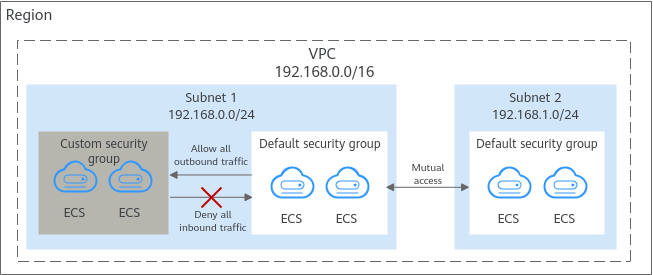 Region
VPC
192.168.0.0/16
Subnet 1
192.168.0.0/24
Custom security
group
ECS
ECS
Allow all
outbound traffic
Deny all
inbound traffic
Default security group
ECS
ECS
Mutual
access
Subnet 2
192.168.1.0/24
Default security group
ECS
ECS